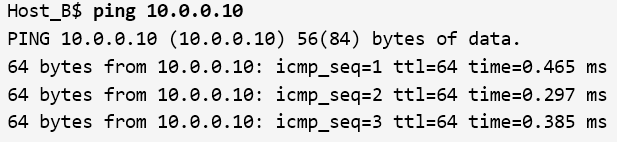 Host_B$ ping 10.0.0.10
PING 10.0.0.10 (10.0.0.10) 56(84) bytes of data.
64 bytes from 10.0.0.10: icmp_seq=1 ttl=64 time=0.465 ms
64 bytes from 10.0.0.10: icmp_seq=2 ttl=64 time=0.297 ms
64 bytes from 10.0.0.10: icmp_seq=3 ttl=64 time=0.385 ms